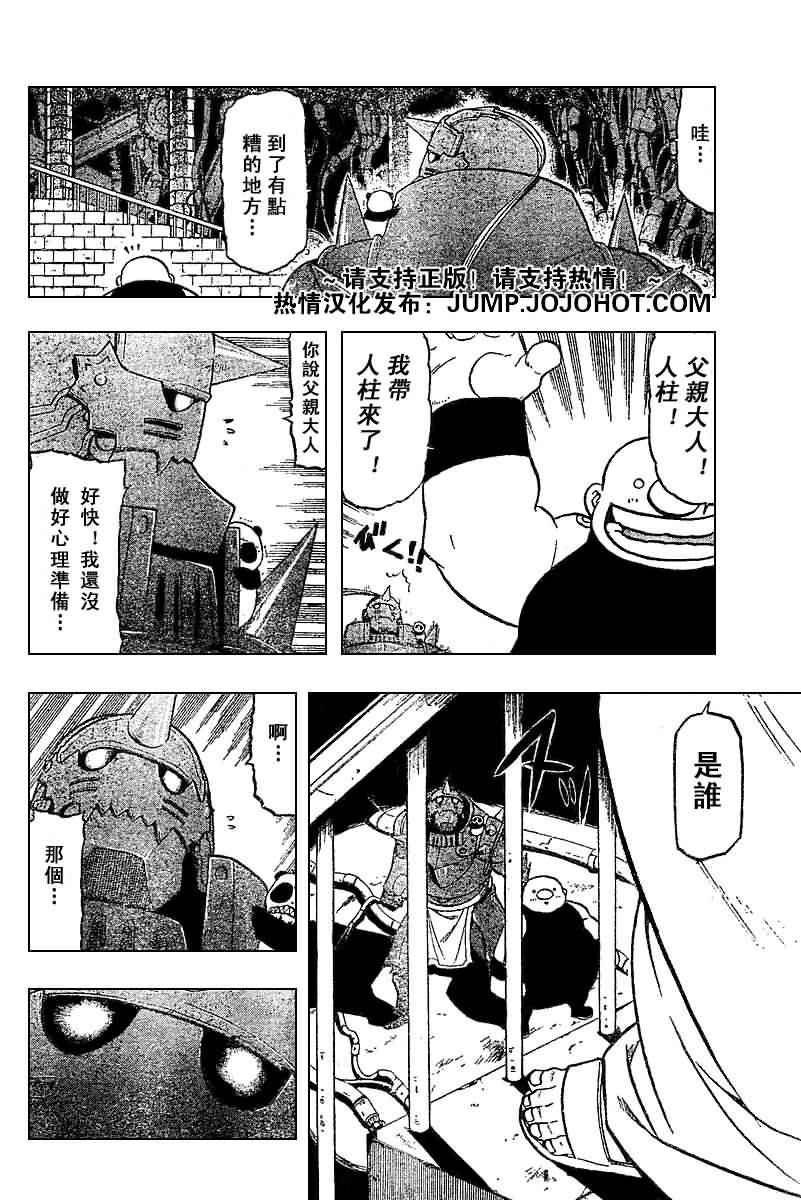 哇…
到了有點
糟的地方…
～请支持正版！请支持热情！～
热情汉化发布：JUMP.JOJOHOT.COM
父親大人！
人柱！
我帶
人柱來了！
你說父親大人
好快！我還沒
做好心理準備…
是誰
啊…
那個…